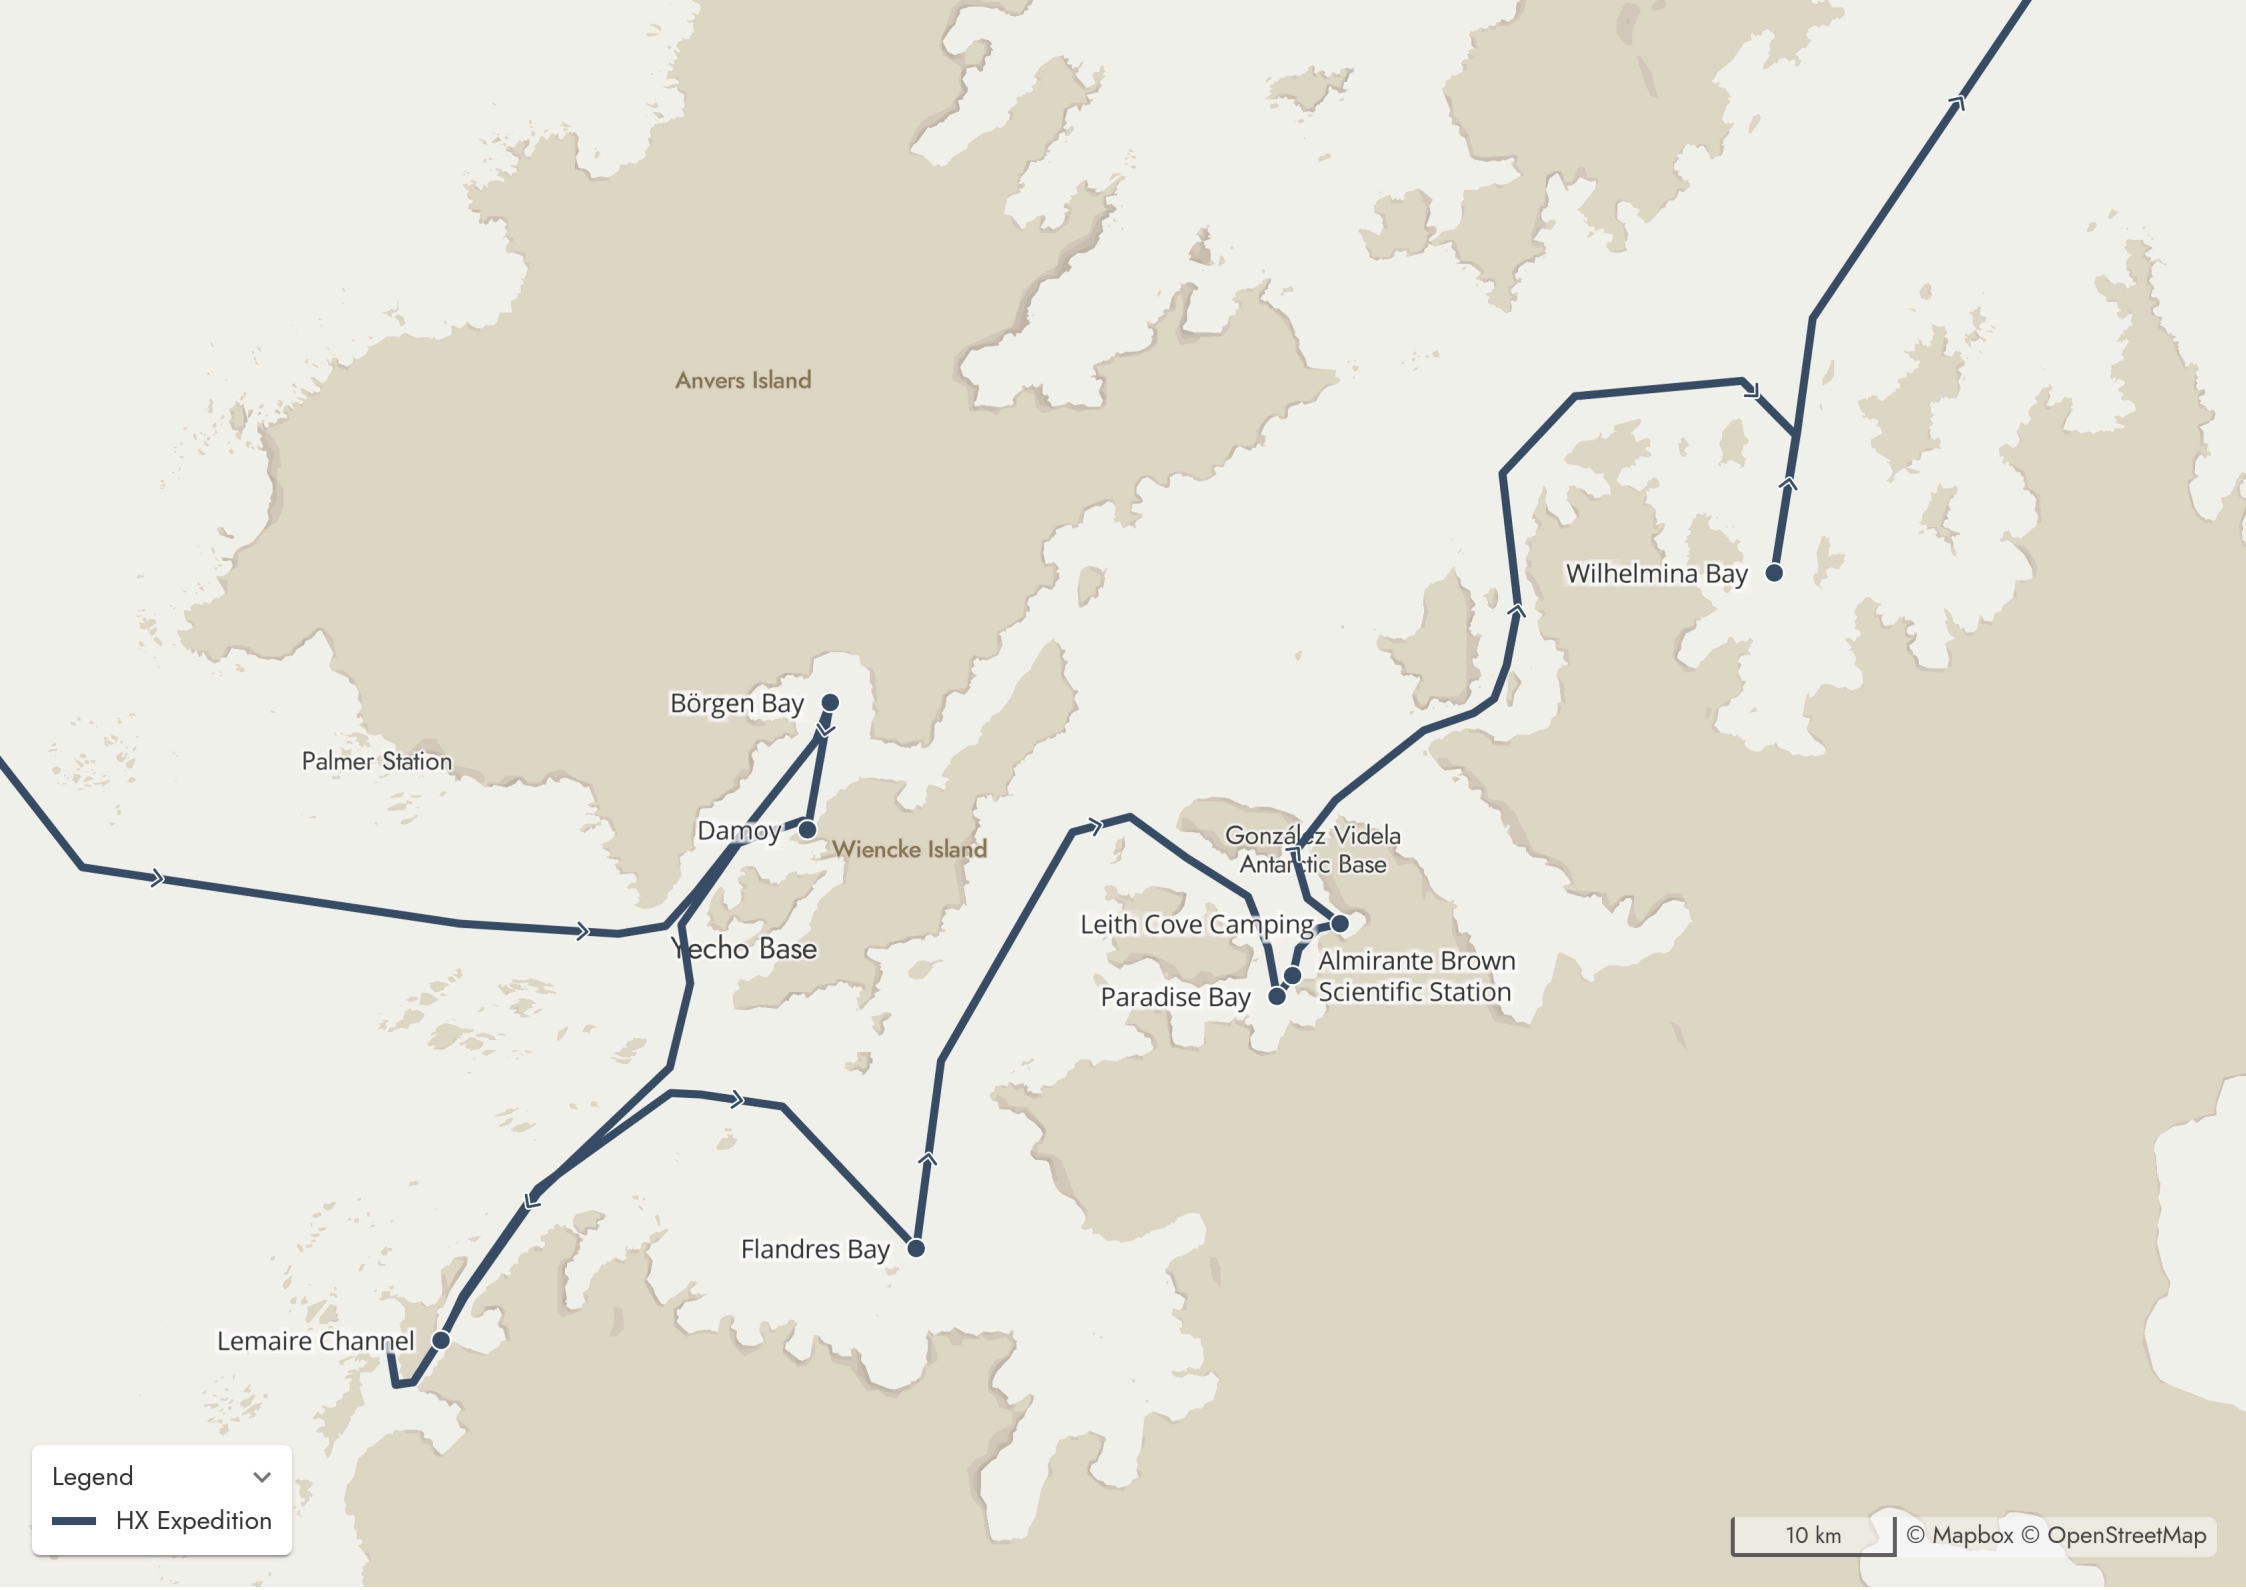 Anvers Island
Wilhelmina Bay
Börgen Bay
Palmer Station
Damoy
Wiencke Island
González Videla
Antarctic Base
Leith Cove Camping
Yecho Base
Almirante Brown
Scientific Station
Paradise Bay
Flandres Bay
Lemaire Channel
Legend
HX Expedition
10 km
© Mapbox © OpenStreetMap